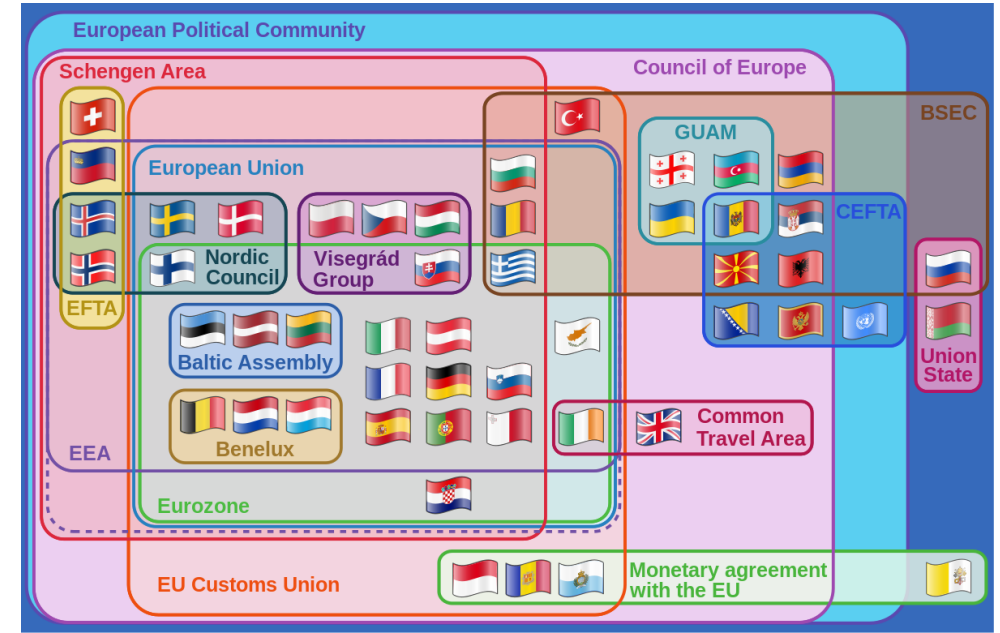 European Political Community
Schengen Area
Council of Europe
BSEC
GUAM
European Union
CEFTA
Nordic
Council
Visegrád
Group
EFTA
Baltic Assembly
Union
State
Common
Travel Area
Benelux
EEA
Eurozone
EU Customs Union
Monetary agreement
with the EU